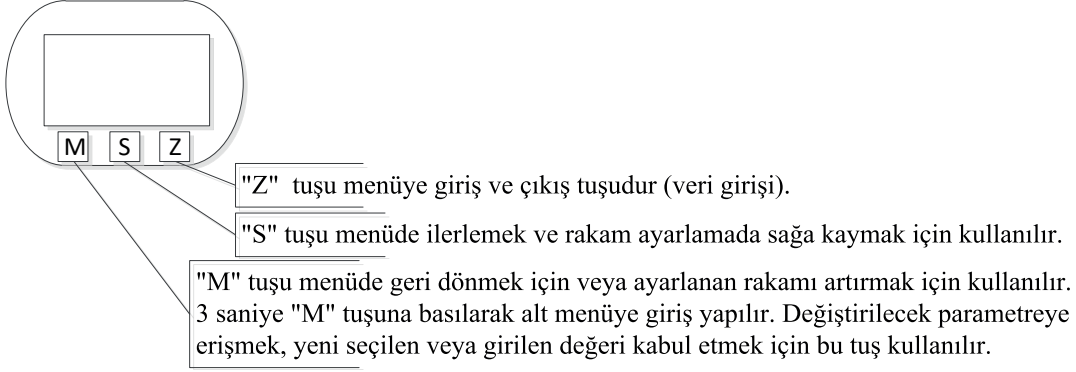 M S Z
"Z" tuşu menüye giriş ve çıkış tuşudur (veri girişi).
"S" tuşu menüde ilerlemek ve rakam ayarlamada sağa kaymak için kullanılır.
"M" tuşu menüde geri dönmek için veya ayarlanan rakamı artırmak için kullanılır.
3 saniye "M" tuşuna basılarak alt menüye giriş yapılır. Değiştirilecek parametreye
erişmek, yeni seçilen veya girilen değeri kabul etmek için bu tuş kullanılır.